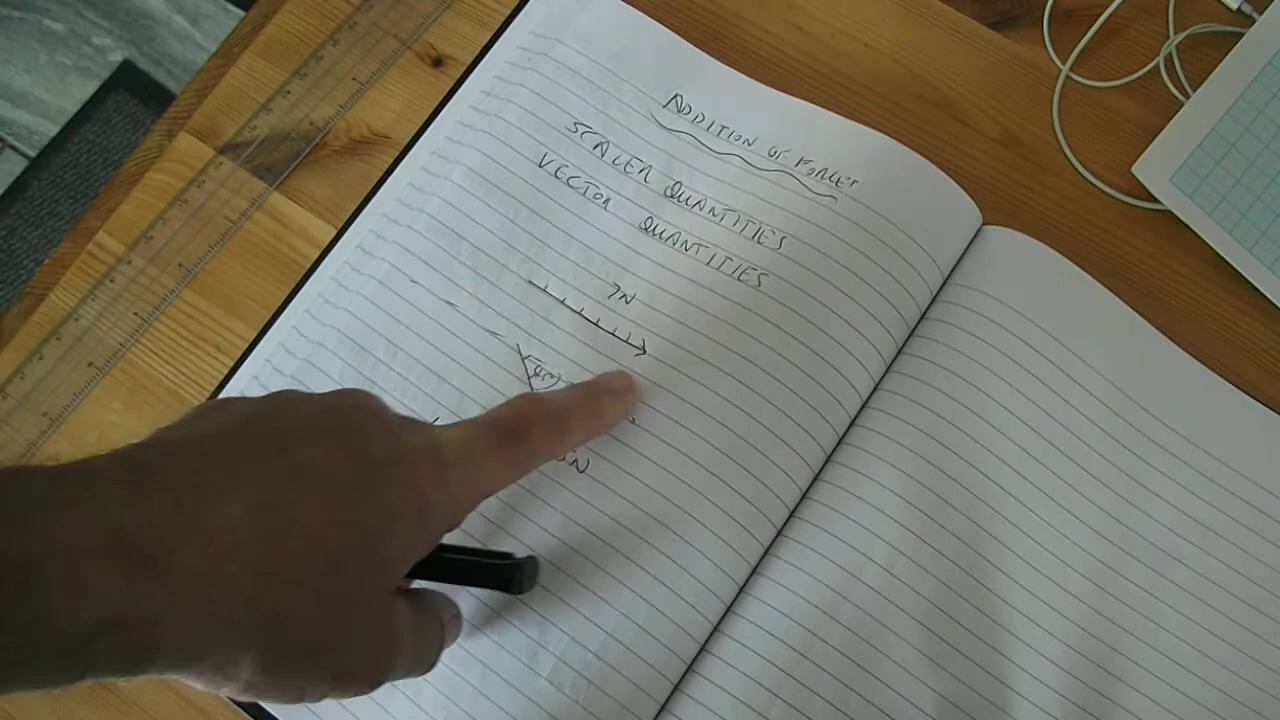 ADDITION OF FORCES
SCALER QUANTITIES
VECTOR QUANTITIES
7N